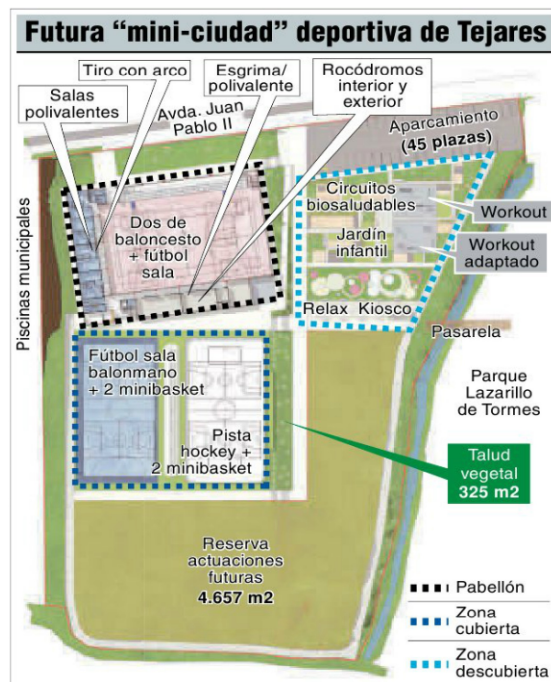 Futura “mini-ciudad” deportiva de Tejares
Tiro con arco
Salas
polivalentes
Esgrima/
polivalente
Rocódromos
interior y
exterior
Avda. Juan
Pablo II
Aparcamiento
(45 plazas)
Circuitos
biosaludables
Workout
Jardín
infantil
Workout
adaptado
Dos de
baloncesto
+ fútbol
sala
Relax Kiosco
Piscinas municipales
Pasarela
Fútbol sala
balonmano
+ 2 minibasket
Pista
hockey +
2 minibasket
Parque
Lazarillo
de Tormes
Talud
vegetal
325 m2
Reserva
actuaciones
futuras
4.657 m2
Pabellón
Zona
cubierta
Zona
descubierta